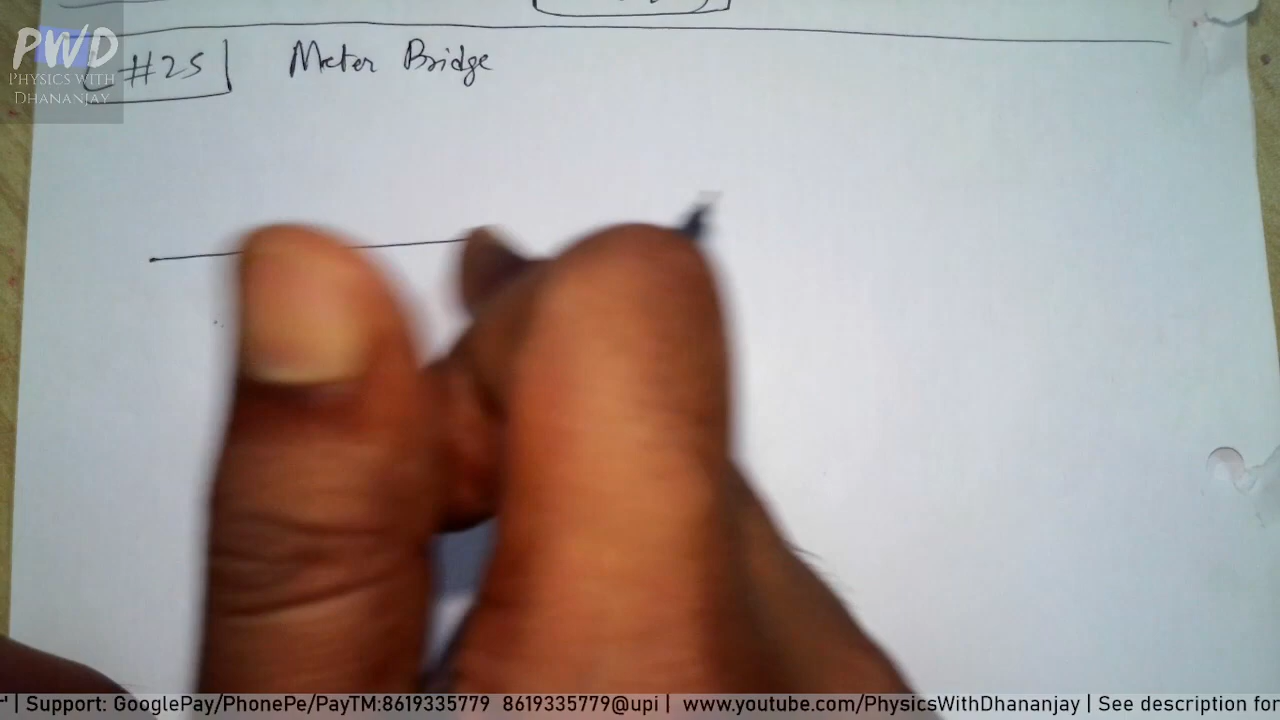 PWD
PHYSICS WITH
DHANANJAY
L#25 Meter Bridge
' | Support: GooglePay/PhonePe/PayTM:8619335779 8619335779@upi | www.youtube.com/PhysicsWithDhananjay | See description for